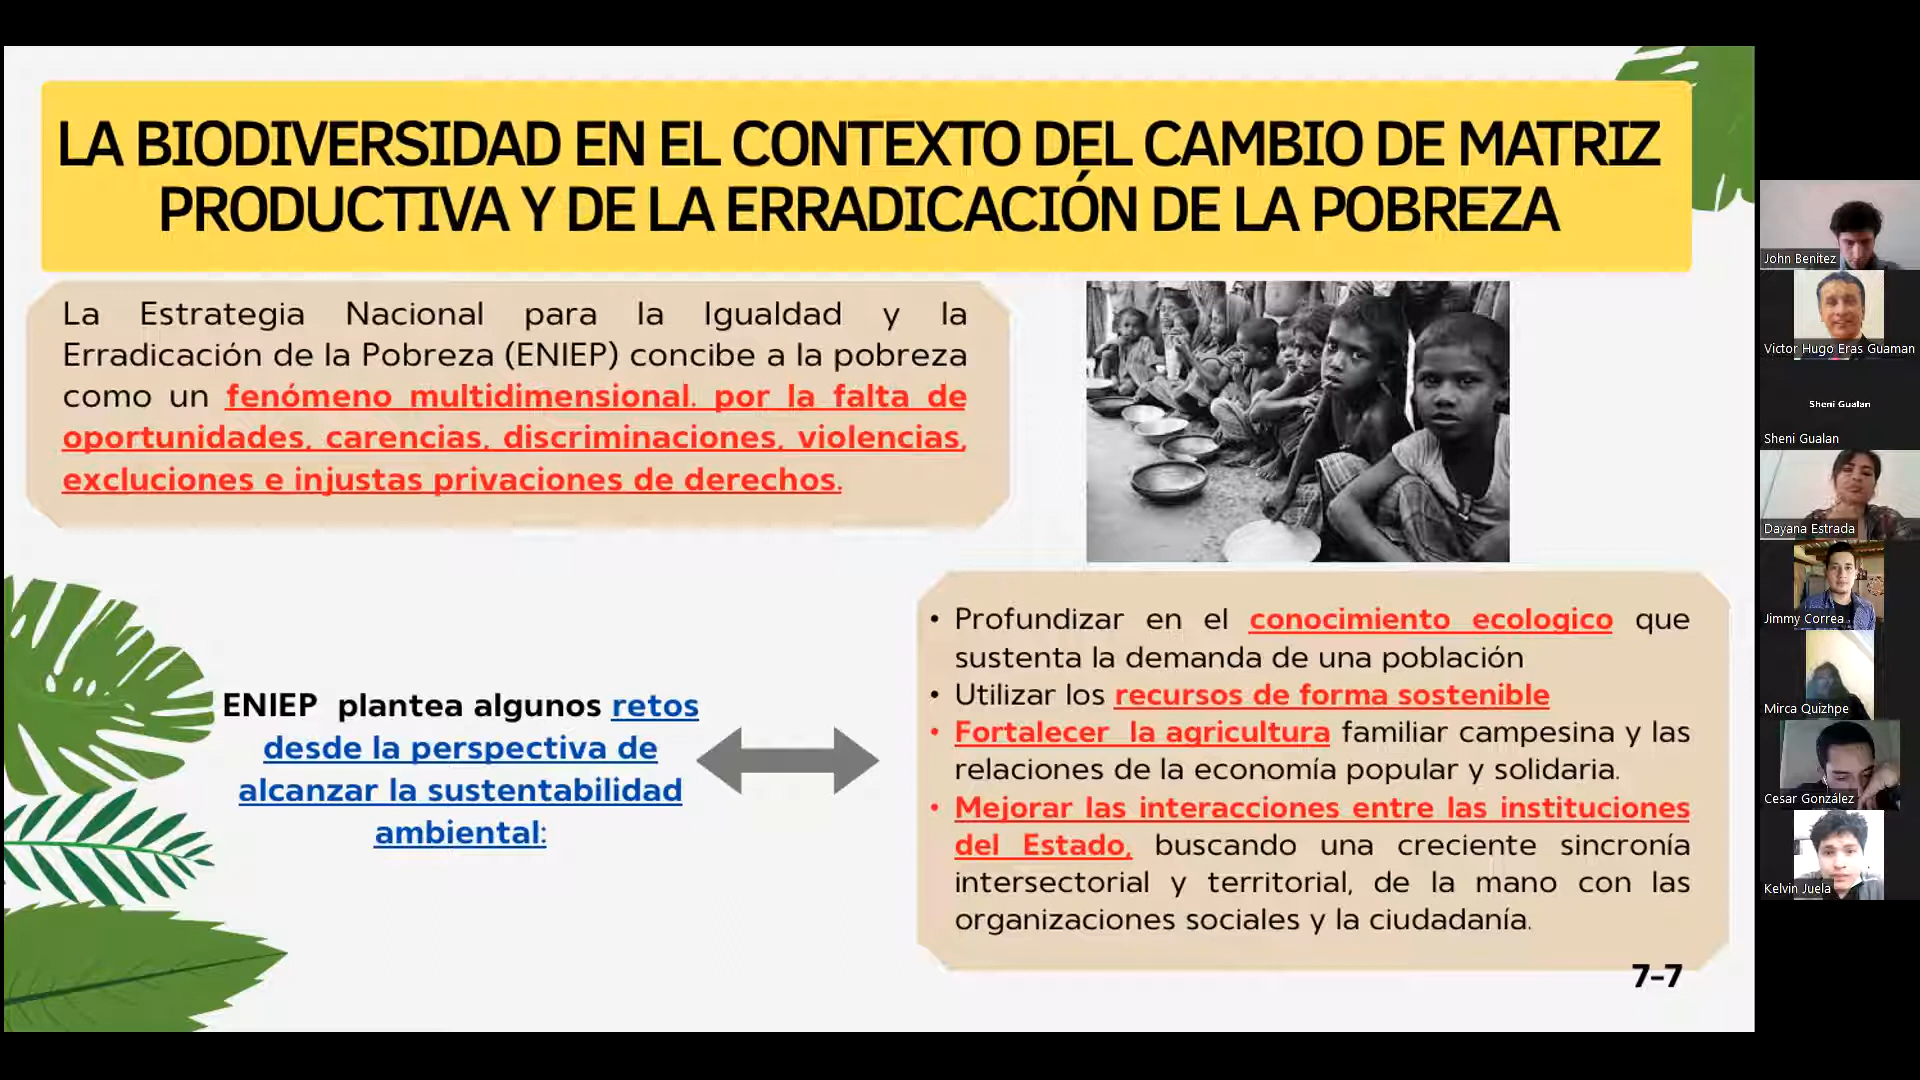 LA BIODIVERSIDAD EN EL CONTEXTO DEL CAMBIO DE MATRIZ
PRODUCTIVA Y DE LA ERRADICACIÓN DE LA POBREZA
La Estrategia Nacional para la Igualdad y la
Erradicación de la Pobreza (ENIEP) concibe a la pobreza
como un fenómeno multidimensional. por la falta de
oportunidades, carencias, discriminaciones, violencias,
excluciones e injustas privaciones de derechos.
ENIEP plantea algunos retos
desde la perspectiva de
alcanzar la sustentabilidad
ambiental:
• Profundizar en el conocimiento ecologico que
sustenta la demanda de una población
• Utilizar los recursos de forma sostenible
• Fortalecer la agricultura familiar campesina y las
relaciones de la economía popular y solidaria.
• Mejorar las interacciones entre las instituciones
del Estado, buscando una creciente sincronía
intersectorial y territorial, de la mano con las
organizaciones sociales y la ciudadanía.
7-7
John Benítez
Victor Hugo Eras Guaman
Sheni Gualan
Sheni Gualan
Dayana Estrada
Jimmy Correa
Mirca Quizhpe
Cesar González
Kelvin Juela